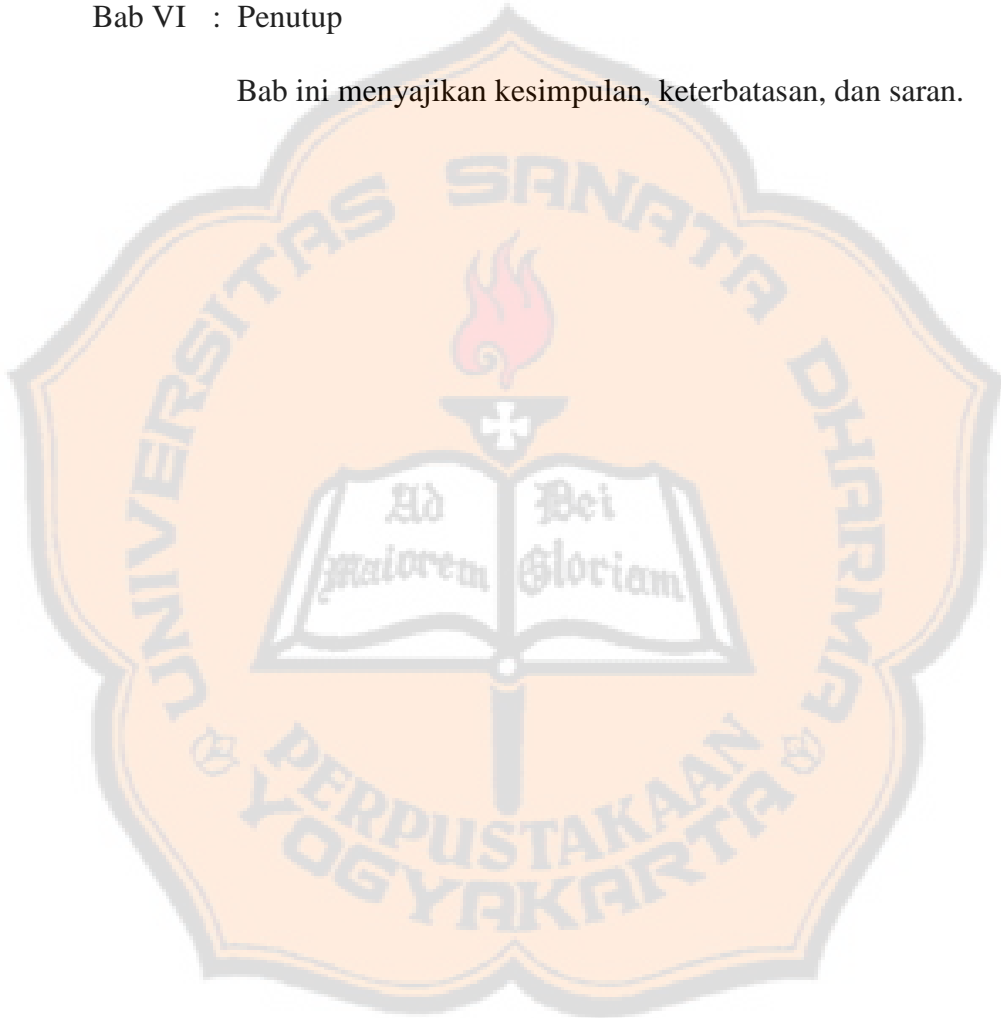 Bab VI : Penutup
Bab ini menyajikan kesimpulan, keterbatasan, dan saran.
UNIVERSITAS SANATA DHARMA
Ad Dei
Maiorem Gloriam
PERPUSTAKAAN
YOGYAKARTA